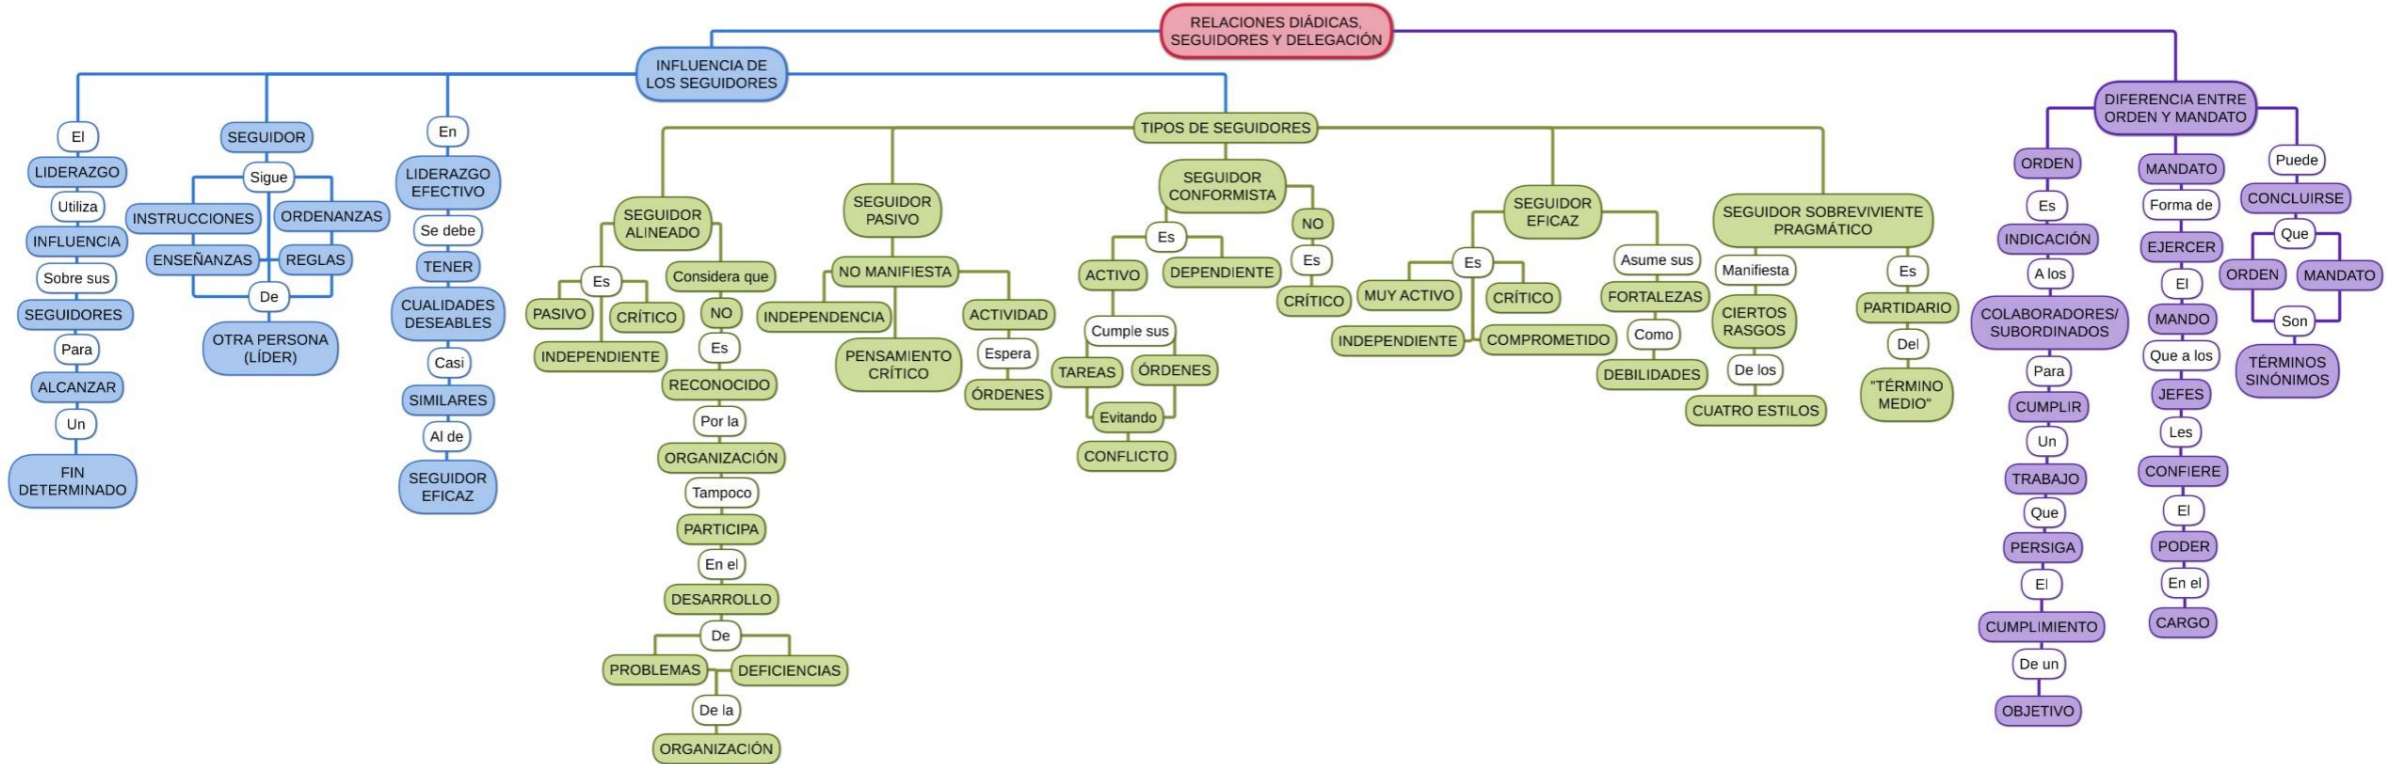 RELACIONES DIÁDICAS,
SEGUIDORES Y DELEGACIÓN
INFLUENCIA DE
LOS SEGUIDORES
El
LIDERAZGO
Utiliza
INFLUENCIA
Sobre sus
SEGUIDORES
Para
ALCANZAR
Un
FIN
DETERMINADO
SEGUIDOR
Sigue
INSTRUCCIONES
ORDENANZAS
ENSEÑANZAS
REGLAS
De
OTRA PERSONA
(LÍDER)
En
LIDERAZGO
EFECTIVO
Se debe
TENER
CUALIDADES
DESEABLES
Casi
SIMILARES
Al de
SEGUIDOR
EFICAZ
TIPOS DE SEGUIDORES
SEGUIDOR
ALINEADO
Es
PASIVO
CRÍTICO
INDEPENDIENTE
Considera que
NO
Es
RECONOCIDO
Por la
ORGANIZACIÓN
Tampoco
PARTICIPA
En el
DESARROLLO
De
PROBLEMAS
DEFICIENCIAS
De la
ORGANIZACIÓN
SEGUIDOR
PASIVO
NO MANIFIESTA
INDEPENDENCIA
PENSAMIENTO
CRÍTICO
ACTIVIDAD
Espera
ÓRDENES
SEGUIDOR
CONFORMISTA
Es
ACTIVO
DEPENDIENTE
Cumple sus
TAREAS
ÓRDENES
Evitando
CONFLICTO
NO
Es
CRÍTICO
SEGUIDOR
EFICAZ
Es
MUY ACTIVO
CRÍTICO
INDEPENDIENTE
COMPROMETIDO
Asume sus
FORTALEZAS
Como
DEBILIDADES
SEGUIDOR SOBREVIVIENTE
PRAGMÁTICO
Manifiesta
CIERTOS
RASGOS
De los
CUATRO ESTILOS
Es
PARTIDARIO
Del
"TÉRMINO
MEDIO"
DIFERENCIA ENTRE
ORDEN Y MANDATO
ORDEN
Es
INDICACIÓN
A los
COLABORADORES/
SUBORDINADOS
Para
CUMPLIR
Un
TRABAJO
Que
PERSIGA
El
CUMPLIMIENTO
De un
OBJETIVO
MANDATO
Forma de
EJERCER
El
MANDO
Que a los
JEFES
Les
CONFIERE
El
PODER
En el
CARGO
Puede
CONCLUIRSE
Que
ORDEN
MANDATO
Son
TÉRMINOS
SINÓNIMOS